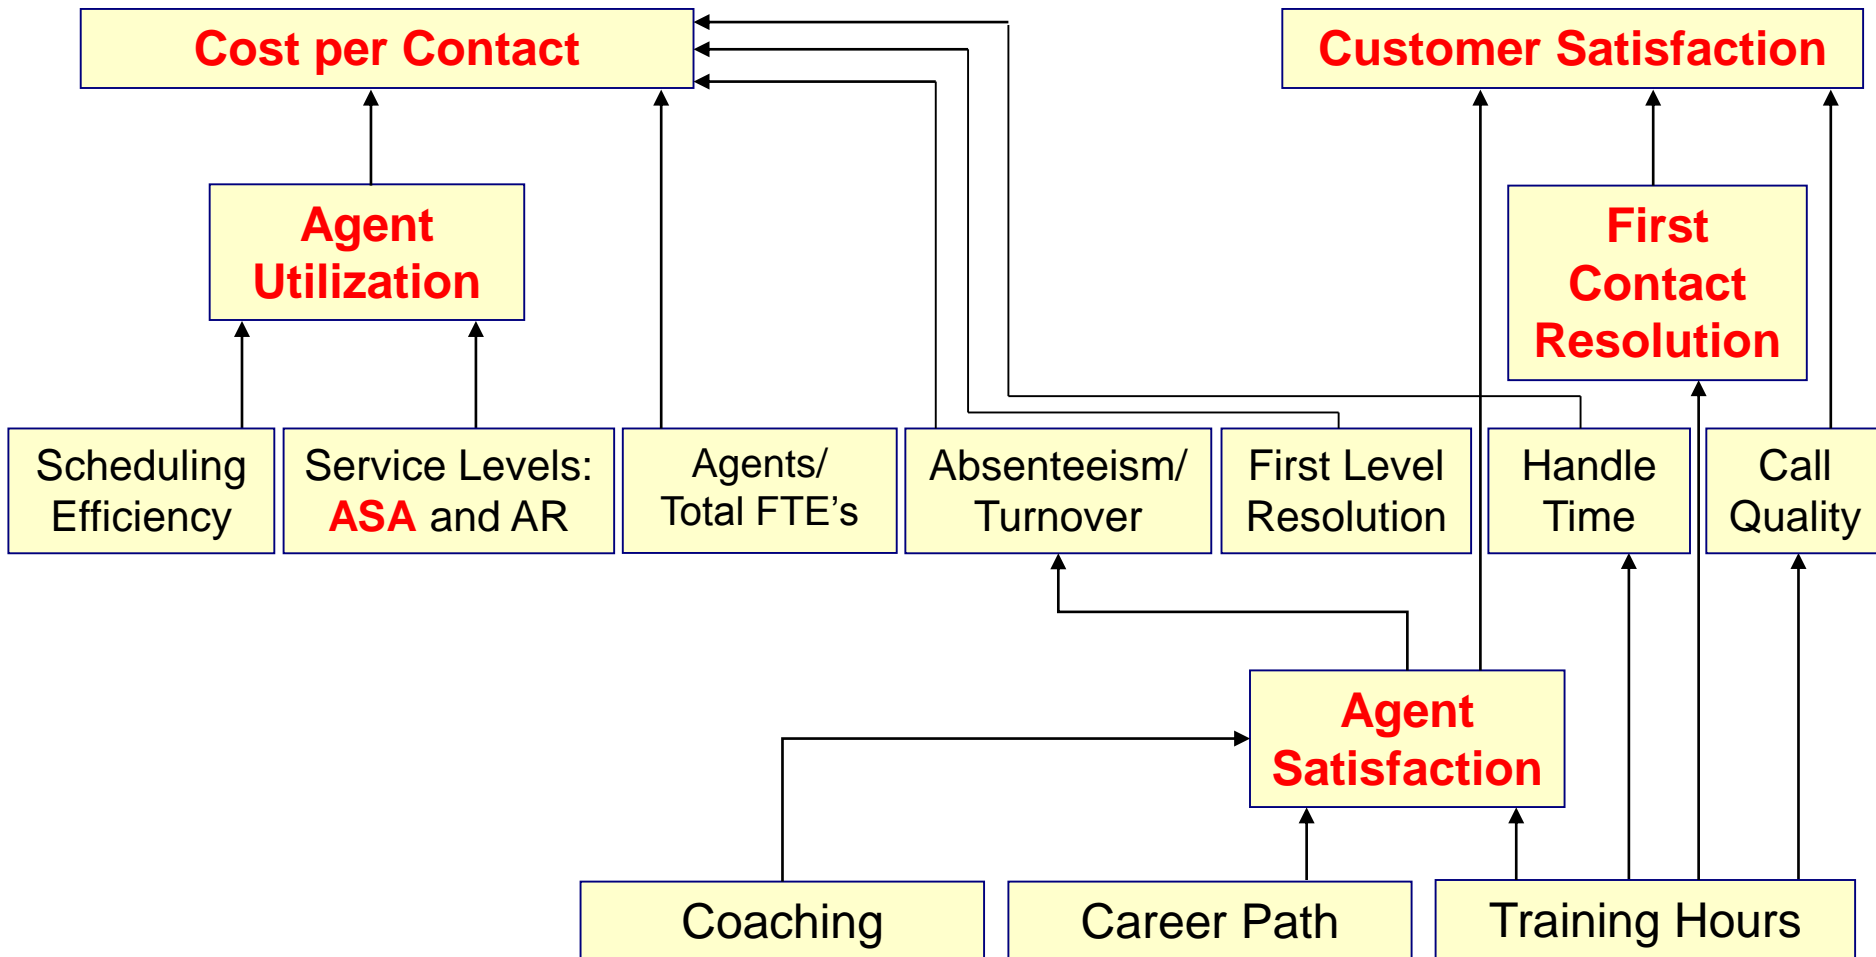 Cost per Contact
Customer Satisfaction
Agent
Utilization
First
Contact
Resolution
Scheduling
Efficiency
Service Levels:
ASA and AR
Agents/
Total FTE's
Absenteeism/
Turnover
First Level
Resolution
Handle
Time
Call
Quality
Agent
Satisfaction
Coaching
Career Path
Training Hours